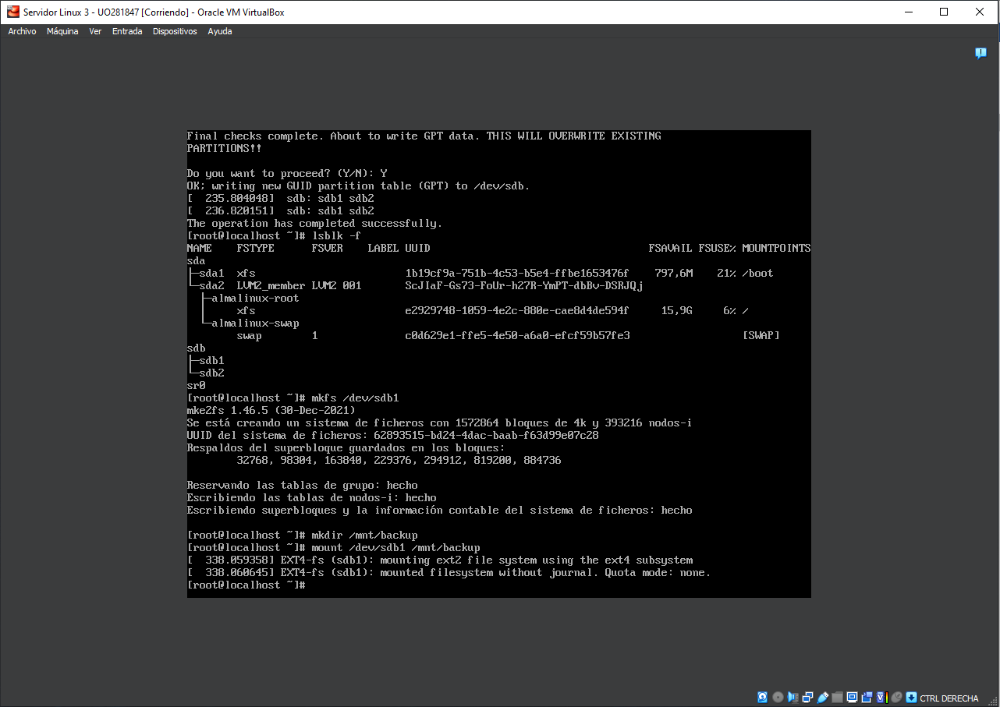 Servidor Linux 3 - UO281847 [Corriendo] - Oracle VM VirtualBox
Archivo Máquina Ver Entrada Dispositivos Ayuda
Final checks complete. About to write GPT data. THIS WILL OVERWRITE EXISTING
PARTITIONS!!
Do you want to proceed? (Y/N): Y
OK; writing new GUID partition table (GPT) to /dev/sdb.
[  235.804048]  sdb: sdb1 sdb2
[  236.820151]  sdb: sdb1 sdb2
The operation has completed successfully.
[root@localhost ~]# lsblk -f
NAME    FSTYPE      FSVER    LABEL UUID                                   FSAVAIL FSUSE% MOUNTPOINTS
sda
├─sda1  xfs                        1b19cf9a-751b-4c53-b5e4-ffbe1653476f    797,6M    21% /boot
└─sda2  LVM2_member LVM2 001       ScJIaF-Gs73-FoUr-h27R-YmPT-dbBv-DSRJQj
  ├─almalinux-root
  │     xfs                        e2929748-1059-4e2c-880e-cae8d4de594f     15,9G     6% /
  └─almalinux-swap
        swap        1              c0d629e1-ffe5-4e50-a6a0-efcf59b57fe3                  [SWAP]
sdb
├─sdb1
└─sdb2
sr0
[root@localhost ~]# mkfs /dev/sdb1
mke2fs 1.46.5 (30-Dec-2021)
Se está creando un sistema de ficheros con 1572864 bloques de 4k y 393216 nodos-i
UUID del sistema de ficheros: 62893515-bd24-4dac-baab-f63d99e07c28
Respaldos del superbloque guardados en los bloques:
        32768, 98304, 163840, 229376, 294912, 819200, 884736
Reservando las tablas de grupo: hecho
Escribiendo las tablas de nodos-i: hecho
Escribiendo superbloques y la información contable del sistema de ficheros: hecho
[root@localhost ~]# mkdir /mnt/backup
[root@localhost ~]# mount /dev/sdb1 /mnt/backup
[  338.059358] EXT4-fs (sdb1): mounting ext2 file system using the ext4 subsystem
[  338.060645] EXT4-fs (sdb1): mounted filesystem without journal. Quota mode: none.
[root@localhost ~]#
CTRL DERECHA